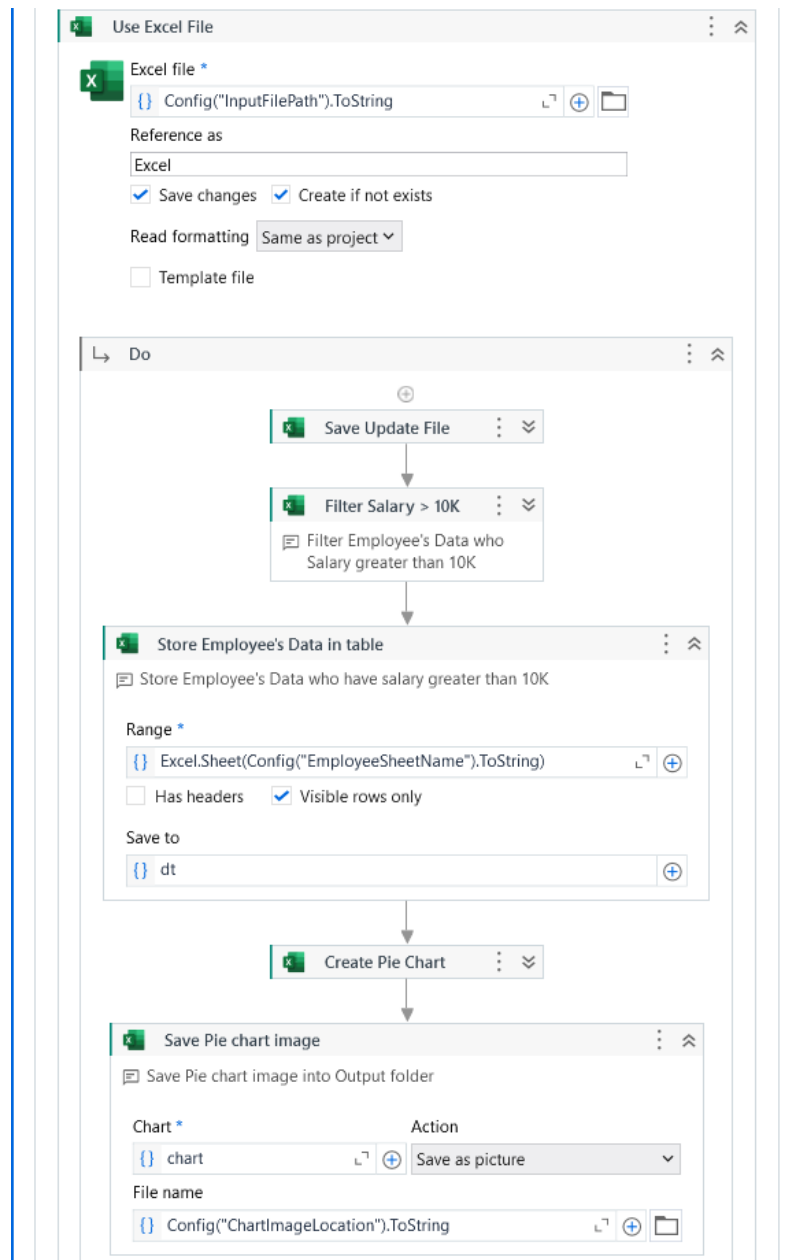 Use Excel File
Excel file *
{} Config("InputFilePath").ToString
Reference as
Excel
Save changes Create if not exists
Read formatting Same as project
Template file
Do
Save Update File
Filter Salary > 10K
Filter Employee's Data who
Salary greater than 10K
Store Employee's Data in table
Store Employee's Data who have salary greater than 10K
Range *
{} Excel.Sheet(Config("EmployeeSheetName").ToString)
Has headers Visible rows only
Save to
{} dt
Create Pie Chart
Save Pie chart image
Save Pie chart image into Output folder
Chart * Action
{} chart Save as picture
File name
{} Config("ChartImageLocation").ToString